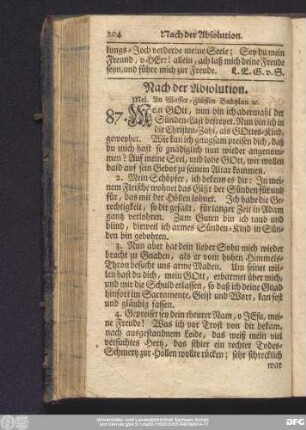 204 Nach der Absolution.
lungs-Joch verderbe meine Seele; Sey du mein
Freund, o HErr! allein, ach laß mich deine Freude
seyn, und führe mich zur Freude. L. E. G. v. S.
Nach der Absolution.
Mel. An Wasser-Flüssen Babylon ꝛc.
87. Mein GOtt, nun bin ich abermahl der
Sünden-Last befreyet. Nun bin ich in
die Christen-Zahl, als GOttes-Kind,
geweyhet. Wie kan ich gnugsam preisen dich, daß
du mich hast so gnädiglich nun wieder angenom-
men? Auf meine Seel, und lobe GOtt, wir wollen
bald auf sein Gebot zu seinem Altar kommen.
2. Mein Schöpfer, ich bekenn es dir: In mei-
nem Fleische wohnet das Gift der Sünden für und
für, das mit der Höllen lohnet. Ich habe die Ge-
rechtigkeit, so dir gefällt, für langer Zeit in Adam
gantz verlohren. Zum Guten bin ich taub und
blind, dieweil ich armes Sünden-Kind in Sün-
den bin gebohren.
3. Nun aber hat dein lieber Sohn mich wieder
bracht zu Gnaden, als er vom hohen Himmels-
Thron besucht uns arme Maden. Um seinet wil-
len hast du dich, mein GOtt, erbarmet über mich,
und mir die Schuld erlassen, so daß ich deine Gnad
hinfort im Sacramente, Geist und Wort, kan fest
und gläubig fassen.
4. Gepreiset sey dein theurer Nam, o JEsu, mei-
ne Freude! Was ich vor Trost von dir bekam,
nach ausgestandnem Leide, das weiß mein viel
versuchtes Hertz, das schier ein rechter Todes-
Schmertz zur Höllen wollte rücken; sehr schrecklich
war